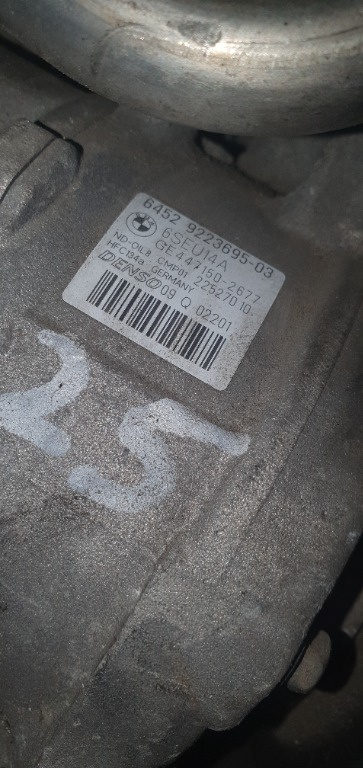 6452 9223695-03
6SEU14A
GE447150-2677
ND-OIL8 CMP01 22527010
HFC134a GERMANY
DENSO 09 Q 02201
25